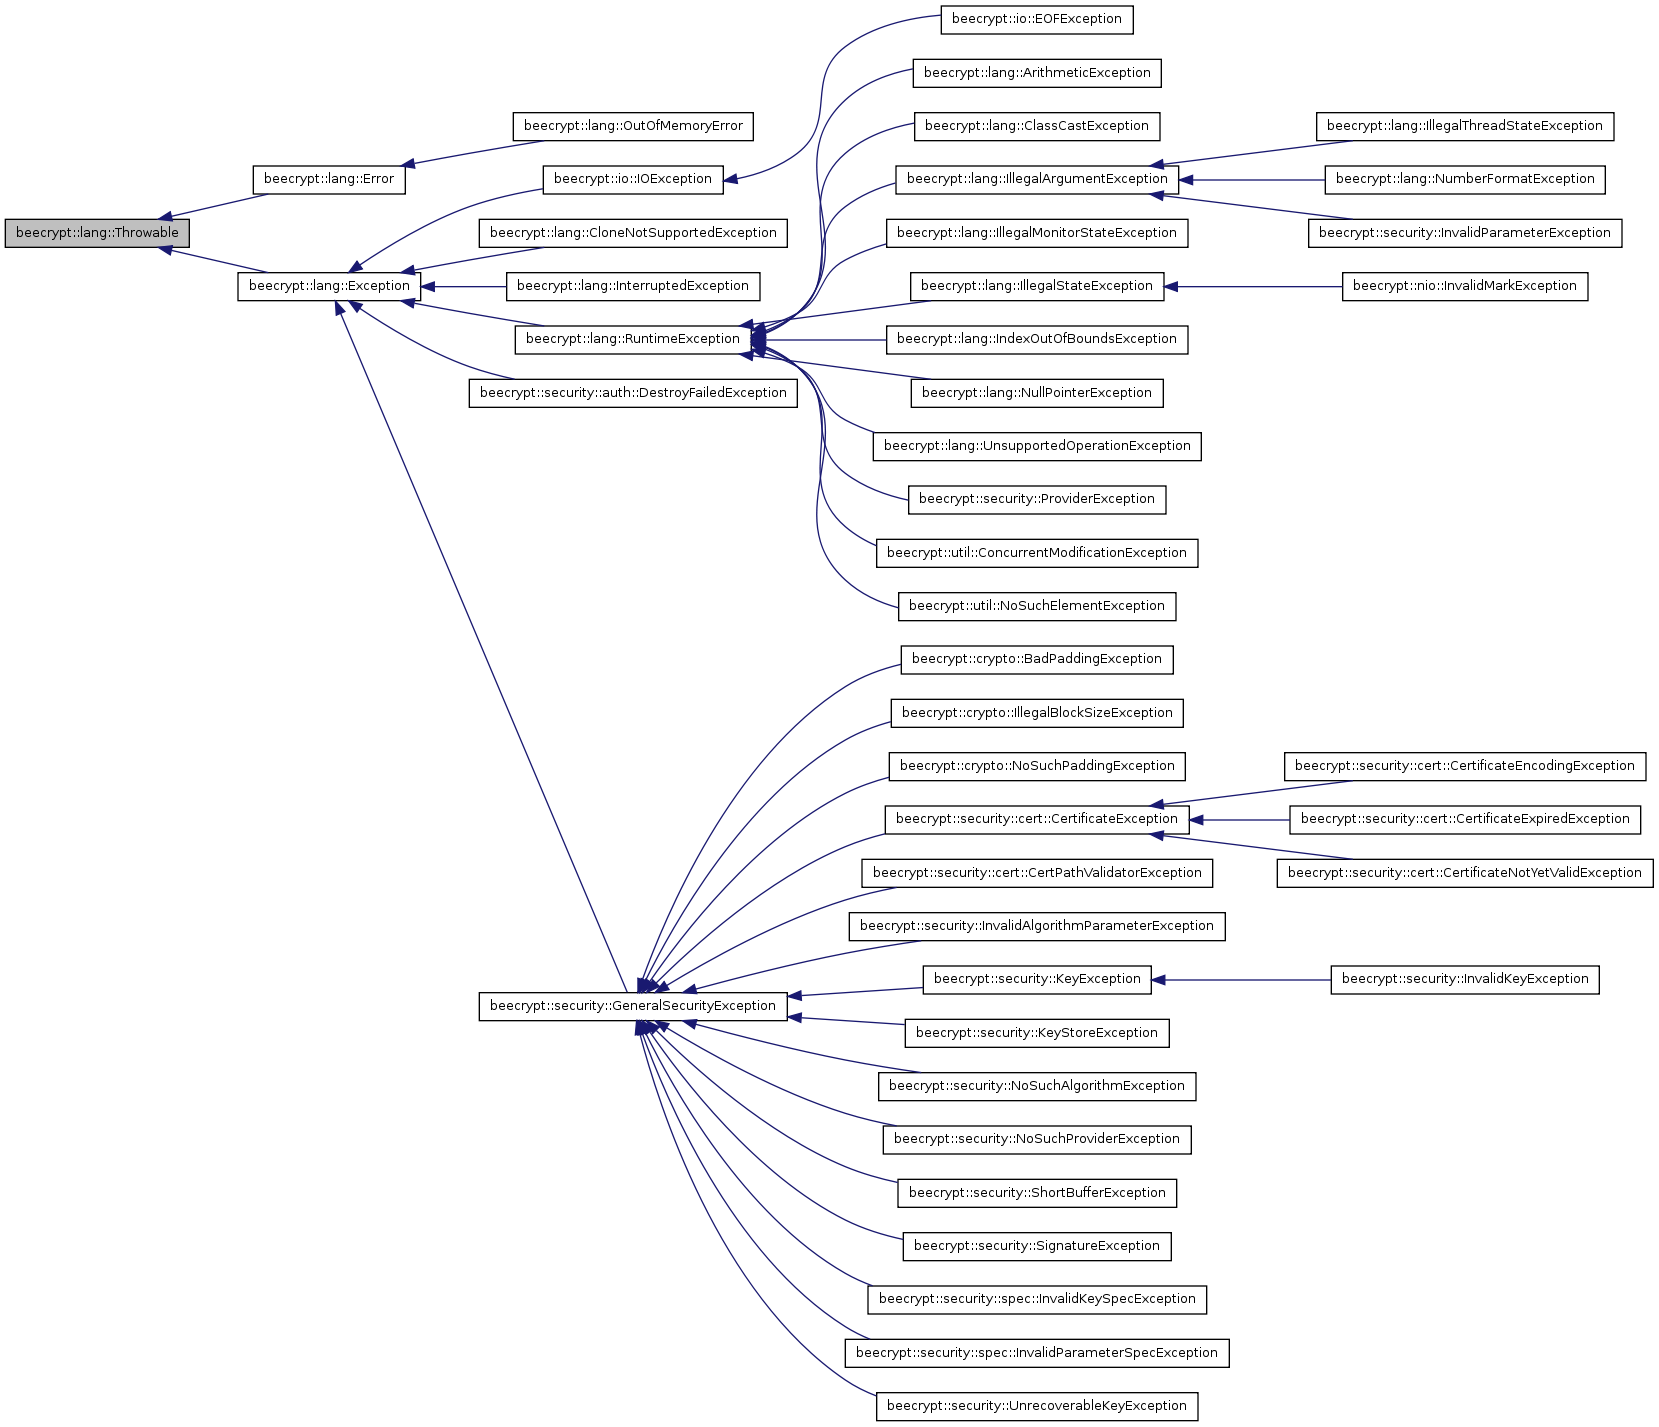 beecrypt::io::EOFException
beecrypt::lang::ArithmeticException
beecrypt::lang::OutOfMemoryError
beecrypt::lang::ClassCastException
beecrypt::lang::IllegalThreadStateException
beecrypt::lang::Error
beecrypt::io::IOException
beecrypt::lang::IllegalArgumentException
beecrypt::lang::NumberFormatException
beecrypt::lang::Throwable
beecrypt::lang::CloneNotSupportedException
beecrypt::lang::IllegalMonitorStateException
beecrypt::security::InvalidParameterException
beecrypt::lang::Exception
beecrypt::lang::InterruptedException
beecrypt::lang::IllegalStateException
beecrypt::nio::InvalidMarkException
beecrypt::lang::RuntimeException
beecrypt::lang::IndexOutOfBoundsException
beecrypt::security::auth::DestroyFailedException
beecrypt::lang::NullPointerException
beecrypt::lang::UnsupportedOperationException
beecrypt::security::ProviderException
beecrypt::util::ConcurrentModificationException
beecrypt::util::NoSuchElementException
beecrypt::crypto::BadPaddingException
beecrypt::crypto::IllegalBlockSizeException
beecrypt::crypto::NoSuchPaddingException
beecrypt::security::cert::CertificateEncodingException
beecrypt::security::cert::CertificateException
beecrypt::security::cert::CertificateExpiredException
beecrypt::security::cert::CertPathValidatorException
beecrypt::security::cert::CertificateNotYetValidException
beecrypt::security::InvalidAlgorithmParameterException
beecrypt::security::KeyException
beecrypt::security::InvalidKeyException
beecrypt::security::GeneralSecurityException
beecrypt::security::KeyStoreException
beecrypt::security::NoSuchAlgorithmException
beecrypt::security::NoSuchProviderException
beecrypt::security::ShortBufferException
beecrypt::security::SignatureException
beecrypt::security::spec::InvalidKeySpecException
beecrypt::security::spec::InvalidParameterSpecException
beecrypt::security::UnrecoverableKeyException